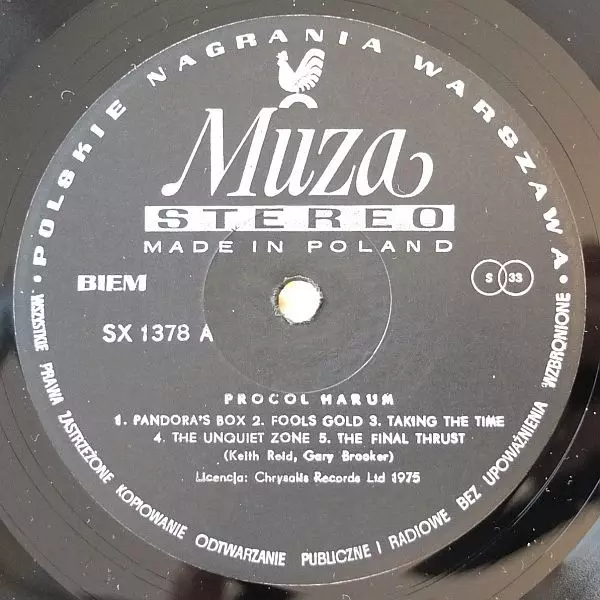 · POLSKIE NAGRANIA WARSZAWA ·
Muza
STEREO
MADE IN POLAND
BIEM
S 33
SX 1378 A
PROCOL HARUM
1. PANDORA'S BOX 2. FOOLS GOLD 3. TAKING THE TIME
4. THE UNQUIET ZONE 5. THE FINAL THRUST
(Keith Reid, Gary Brooker)
Licencja: Chrysalis Records Ltd 1975
WSZYSTKIE PRAWA ZASTRZEŻONE KOPIOWANIE ODTWARZANIE PUBLICZNE I RADIOWE BEZ UPOWAŻNIENIA WZBRONIONE